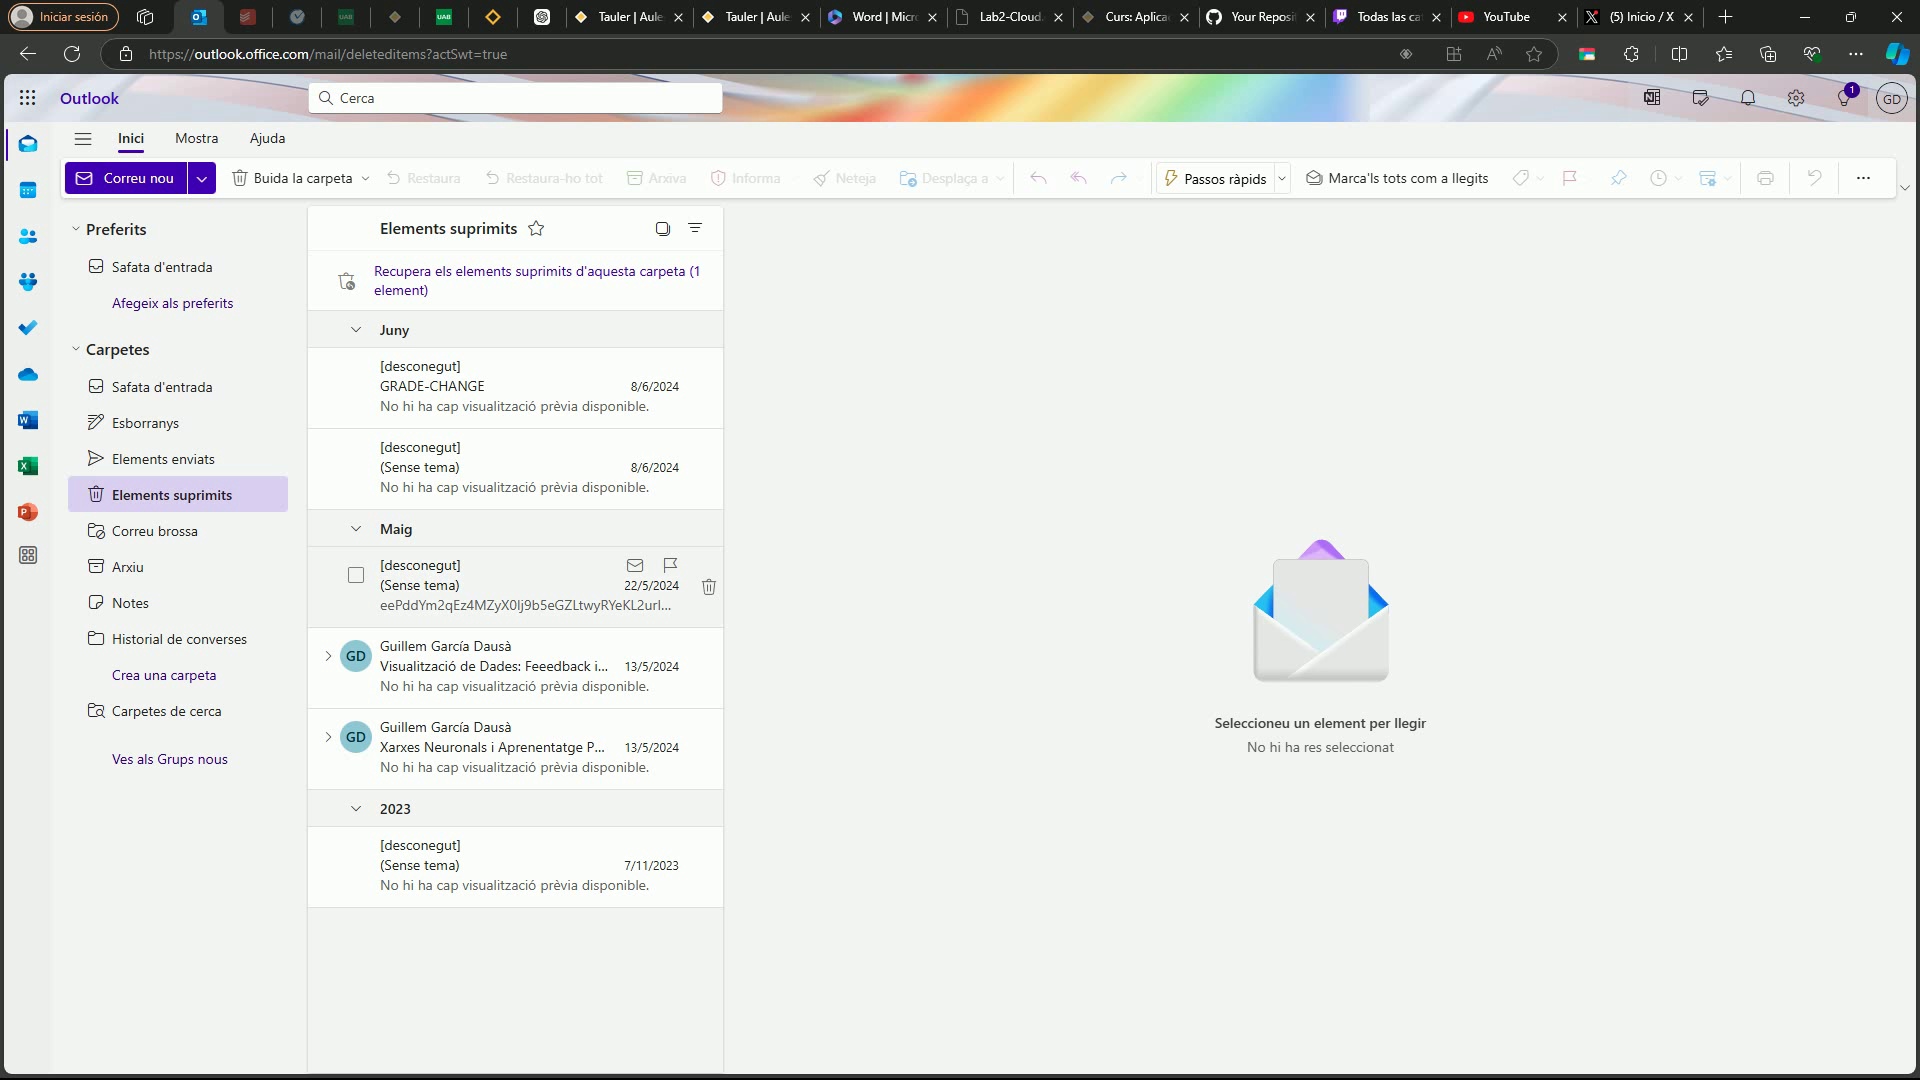 Iniciar sesión
UAB
UAB
Tauler | Aule
Tauler | Aule
Word | Micr
Lab2-Cloud.
Curs: Aplica
Your Reposit
Todas las ca
YouTube
(5) Inicio / X
https://outlook.office.com/mail/deleteditems?actSwt=true
Outlook
Cerca
1
GD
Inici
Mostra
Ajuda
Correu nou
Buida la carpeta
Restaura
Restaura-ho tot
Arxiva
Informa
Neteja
Desplaça a
Passos ràpids
Marca'ls tots com a llegits
Preferits
Safata d'entrada
Afegeix als preferits
Carpetes
Safata d'entrada
Esborranys
Elements enviats
Elements suprimits
Correu brossa
Arxiu
Notes
Historial de converses
Crea una carpeta
Carpetes de cerca
Ves als Grups nous
Elements suprimits
Recupera els elements suprimits d'aquesta carpeta (1
element)
Juny
[desconegut]
GRADE-CHANGE 8/6/2024
No hi ha cap visualització prèvia disponible.
[desconegut]
(Sense tema) 8/6/2024
No hi ha cap visualització prèvia disponible.
Maig
[desconegut]
(Sense tema) 22/5/2024
eePddYm2qEz4MZyX0Ij9b5eGZLtwyRYeKL2url...
GD
Guillem García Dausà
Visualització de Dades: Feeedback i... 13/5/2024
No hi ha cap visualització prèvia disponible.
GD
Guillem García Dausà
Xarxes Neuronals i Aprenentatge P... 13/5/2024
No hi ha cap visualització prèvia disponible.
2023
[desconegut]
(Sense tema) 7/11/2023
No hi ha cap visualització prèvia disponible.
Seleccioneu un element per llegir
No hi ha res seleccionat